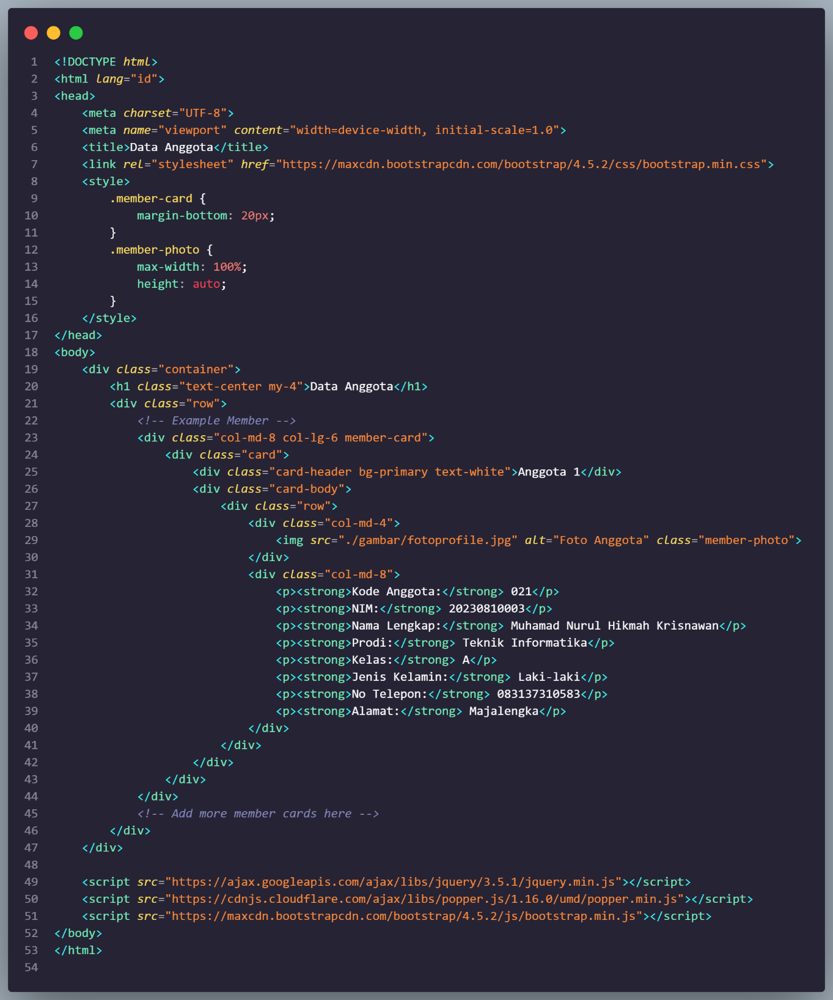 1 <!DOCTYPE html>
2 <html lang="id">
3 <head>
4     <meta charset="UTF-8">
5     <meta name="viewport" content="width=device-width, initial-scale=1.0">
6     <title>Data Anggota</title>
7     <link rel="stylesheet" href="https://maxcdn.bootstrapcdn.com/bootstrap/4.5.2/css/bootstrap.min.css">
8     <style>
9         .member-card {
10             margin-bottom: 20px;
11         }
12         .member-photo {
13             max-width: 100%;
14             height: auto;
15         }
16     </style>
17 </head>
18 <body>
19     <div class="container">
20         <h1 class="text-center my-4">Data Anggota</h1>
21         <div class="row">
22             <!-- Example Member -->
23             <div class="col-md-8 col-lg-6 member-card">
24                 <div class="card">
25                     <div class="card-header bg-primary text-white">Anggota 1</div>
26                     <div class="card-body">
27                         <div class="row">
28                             <div class="col-md-4">
29                                 <img src="./gambar/fotoprofile.jpg" alt="Foto Anggota" class="member-photo">
30                             </div>
31                             <div class="col-md-8">
32                                 <p><strong>Kode Anggota:</strong> 021</p>
33                                 <p><strong>NIM:</strong> 20230810003</p>
34                                 <p><strong>Nama Lengkap:</strong> Muhamad Nurul Hikmah Krisnawan</p>
35                                 <p><strong>Prodi:</strong> Teknik Informatika</p>
36                                 <p><strong>Kelas:</strong> A</p>
37                                 <p><strong>Jenis Kelamin:</strong> Laki-laki</p>
38                                 <p><strong>No Telepon:</strong> 083137310583</p>
39                                 <p><strong>Alamat:</strong> Majalengka</p>
40                             </div>
41                         </div>
42                     </div>
43                 </div>
44             </div>
45             <!-- Add more member cards here -->
46         </div>
47     </div>
48
49     <script src="https://ajax.googleapis.com/ajax/libs/jquery/3.5.1/jquery.min.js"></script>
50     <script src="https://cdnjs.cloudflare.com/ajax/libs/popper.js/1.16.0/umd/popper.min.js"></script>
51     <script src="https://maxcdn.bootstrapcdn.com/bootstrap/4.5.2/js/bootstrap.min.js"></script>
52 </body>
53 </html>
54